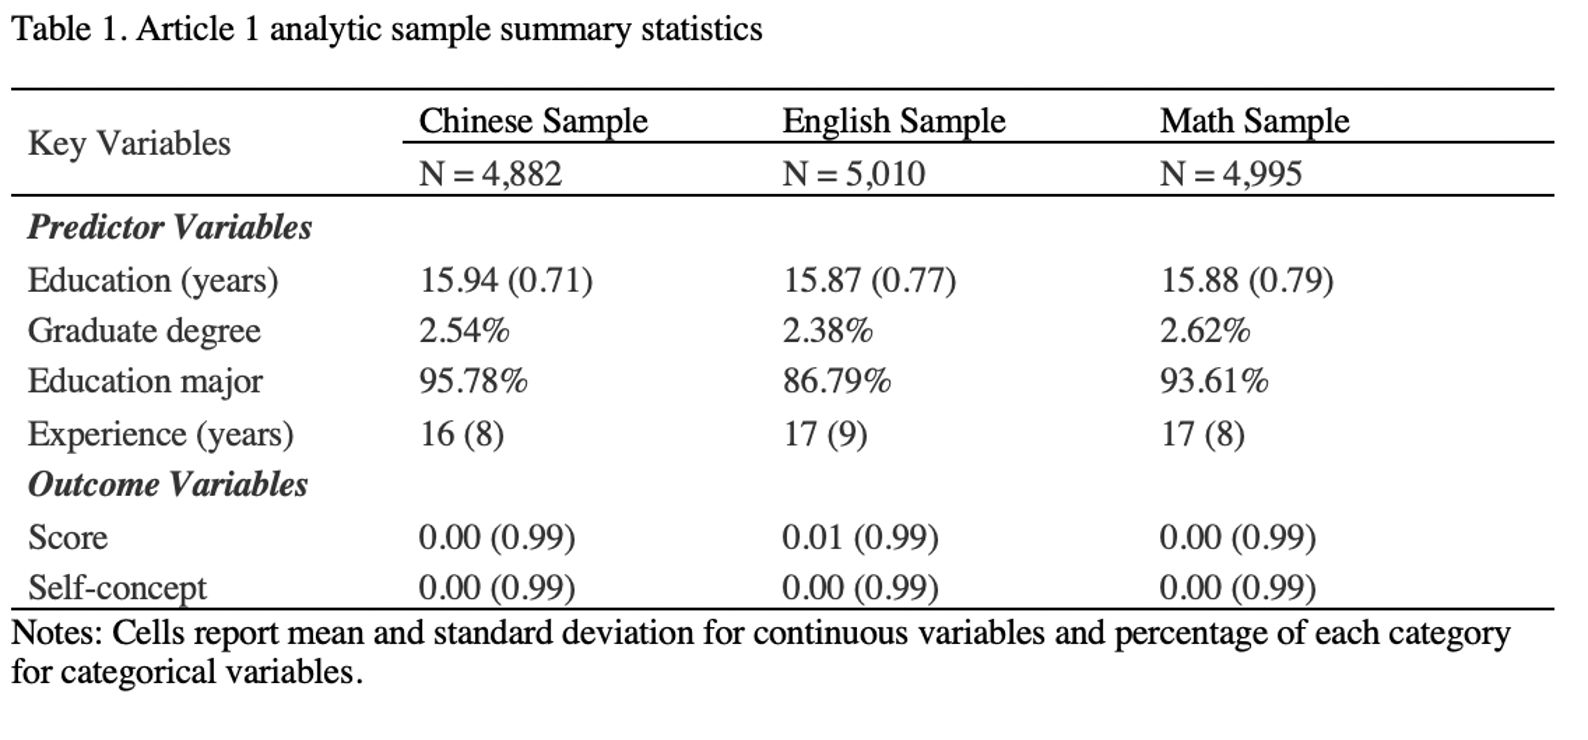 Table 1. Article 1 analytic sample summary statistics
Key Variables
Chinese Sample English Sample Math Sample
N = 4,882 N = 5,010 N = 4,995
Predictor Variables
Education (years) 15.94 (0.71) 15.87 (0.77) 15.88 (0.79)
Graduate degree 2.54% 2.38% 2.62%
Education major 95.78% 86.79% 93.61%
Experience (years) 16 (8) 17 (9) 17 (8)
Outcome Variables
Score 0.00 (0.99) 0.01 (0.99) 0.00 (0.99)
Self-concept 0.00 (0.99) 0.00 (0.99) 0.00 (0.99)
Notes: Cells report mean and standard deviation for continuous variables and percentage of each category
for categorical variables.